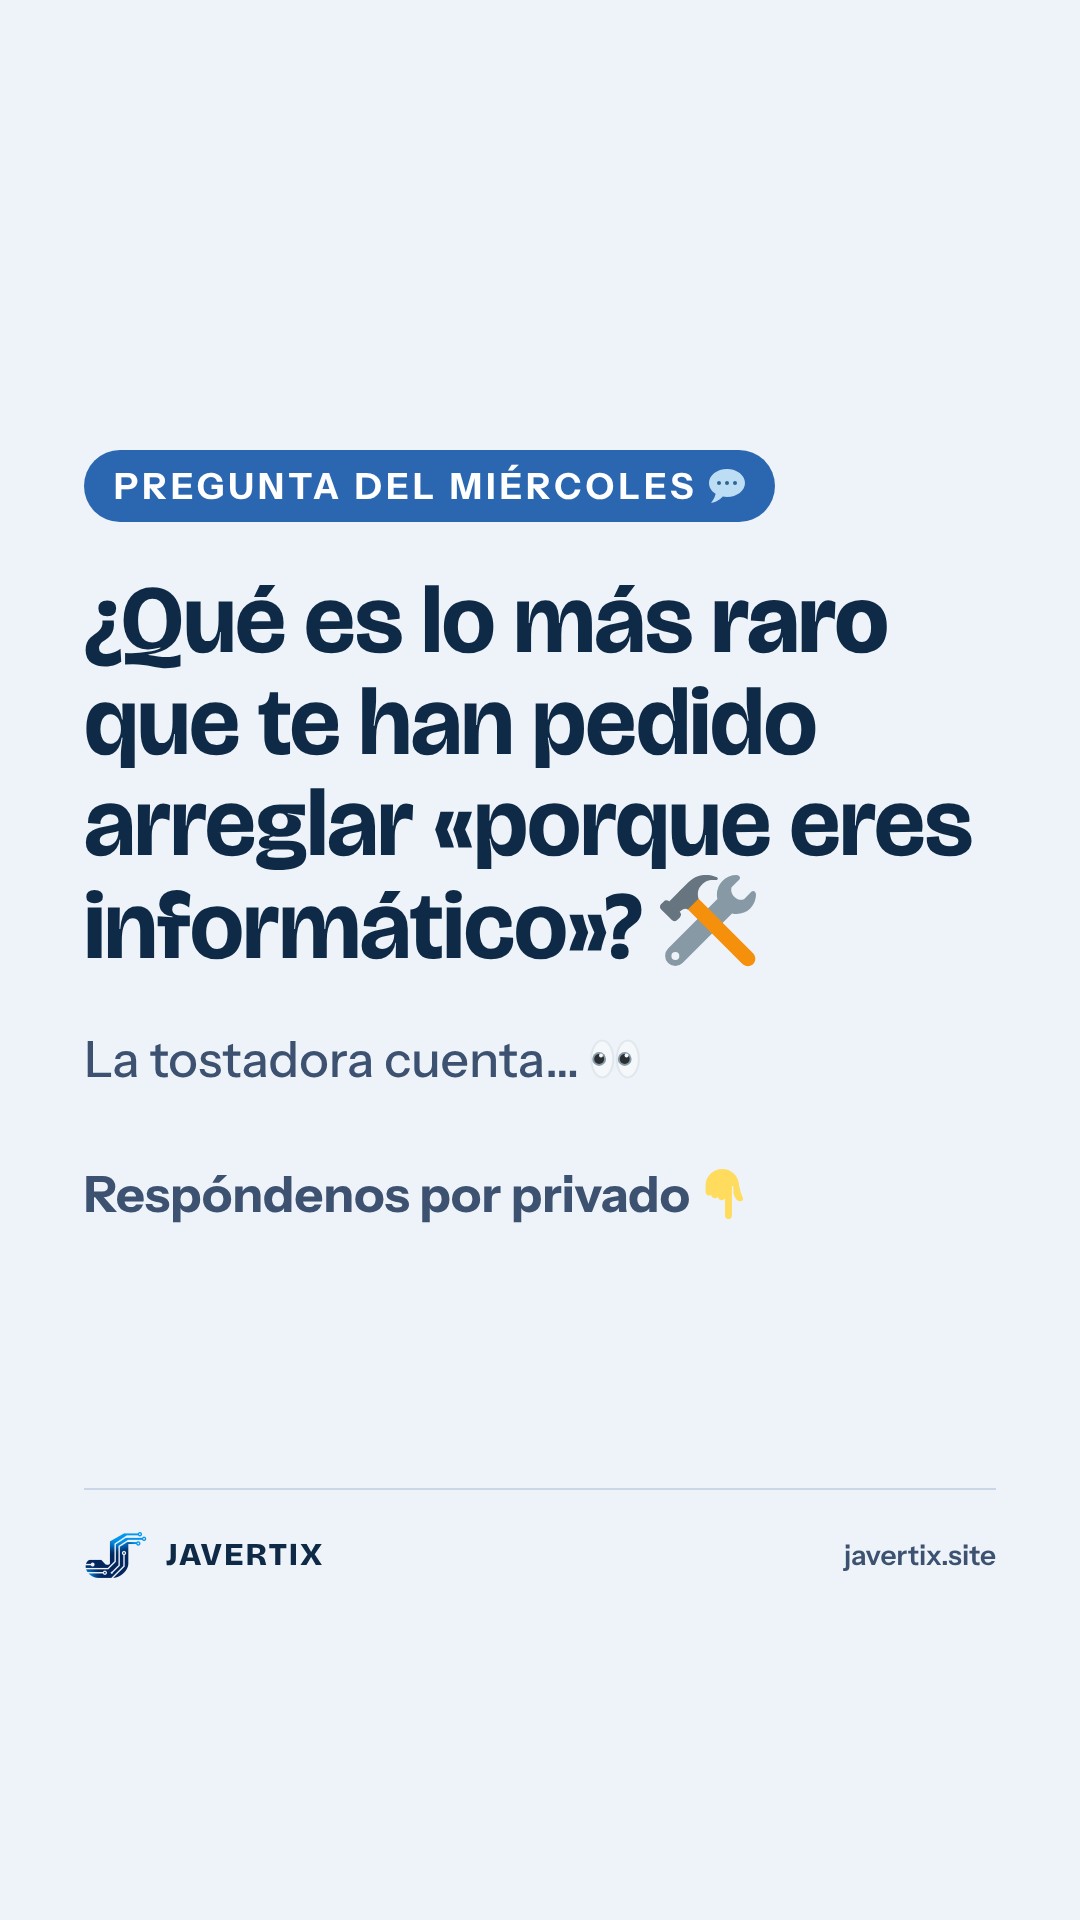 PREGUNTA DEL MIÉRCOLES 💬
¿Qué es lo más raro
que te han pedido
arreglar «porque eres
informático»? 🛠️
La tostadora cuenta... 👀
Respóndenos por privado 👇
JAVERTIX
javertix.site